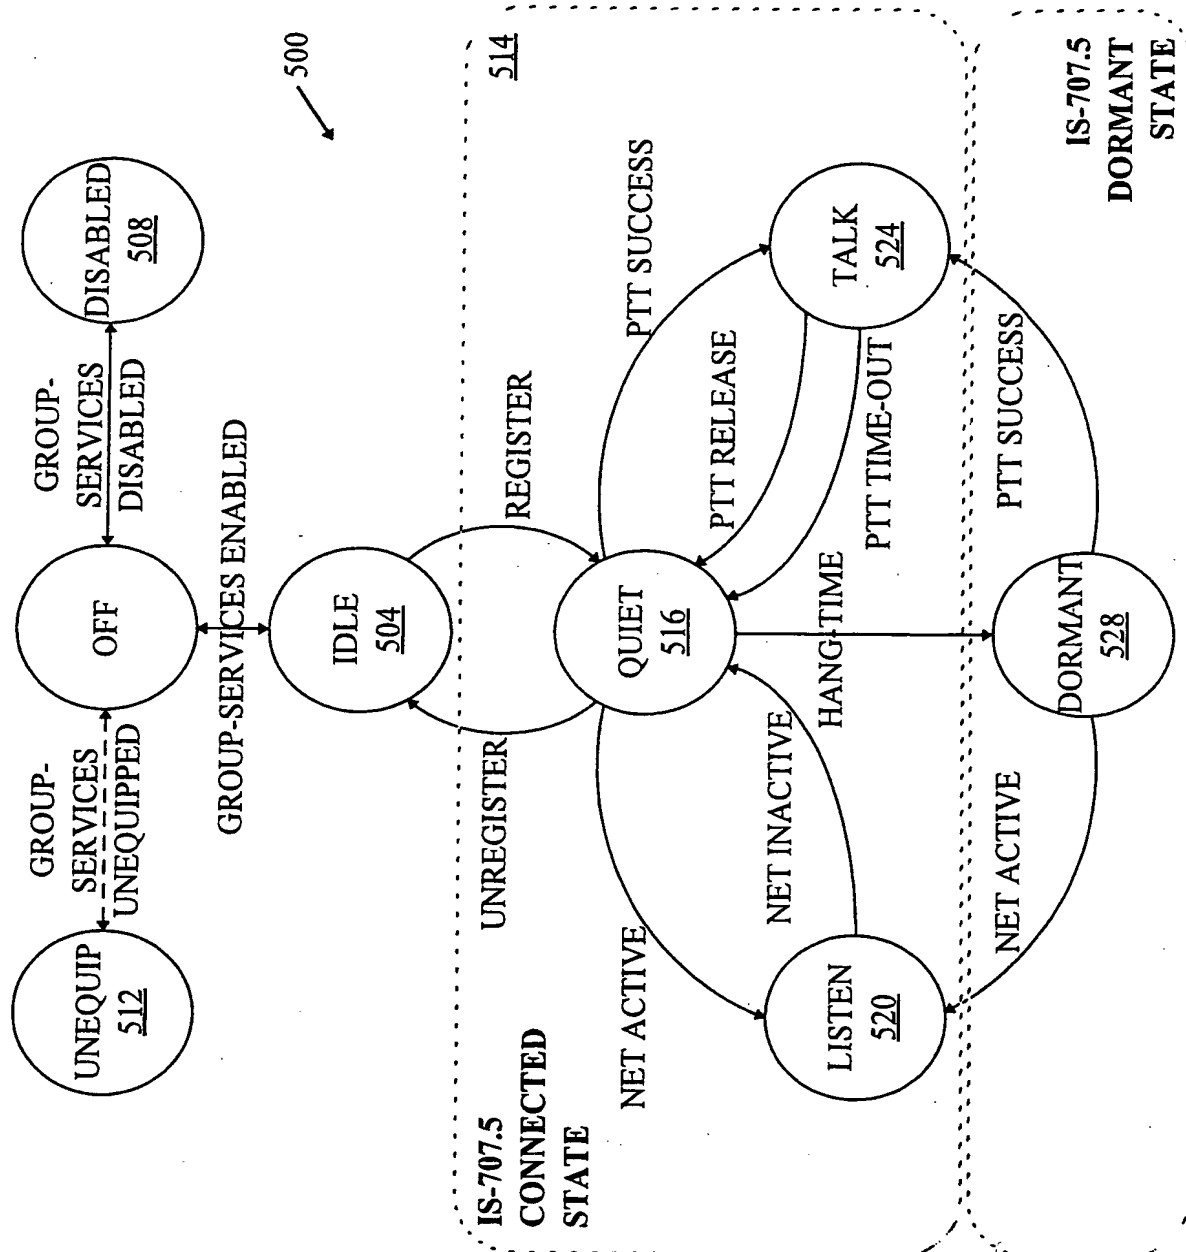 GROUP-
SERVICES
UNEQUIPPED
GROUP-
SERVICES
DISABLED
UNEQUIP
512
OFF
DISABLED
508
GROUP-SERVICES ENABLED
500
IDLE
504
UNREGISTER
REGISTER
IS-707.5
CONNECTED
STATE
514
QUIET
516
NET ACTIVE
PTT SUCCESS
NET INACTIVE
PTT RELEASE
HANG-TIME
PTT TIME-OUT
LISTEN
520
TALK
524
NET ACTIVE
PTT SUCCESS
DORMANT
528
IS-707.5
DORMANT
STATE